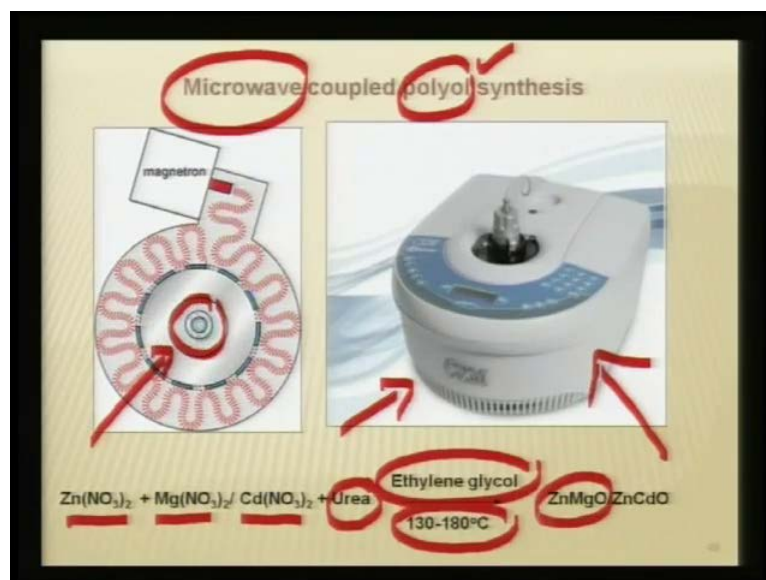 Microwave coupled polyol synthesis
magnetron
Zn(NO₃)₂ + Mg(NO₃)₂/ Cd(NO₃)₂ + Urea
Ethylene glycol
130-180°C
ZnMgO ZnCdO